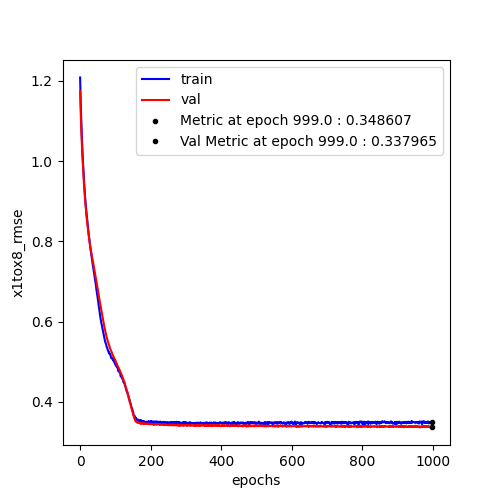 train
val
Metric at epoch 999.0 : 0.348607
Val Metric at epoch 999.0 : 0.337965
1.2
1.0
0.8
0.6
0.4
x1tox8_rmse
0 200 400 600 800 1000
epochs